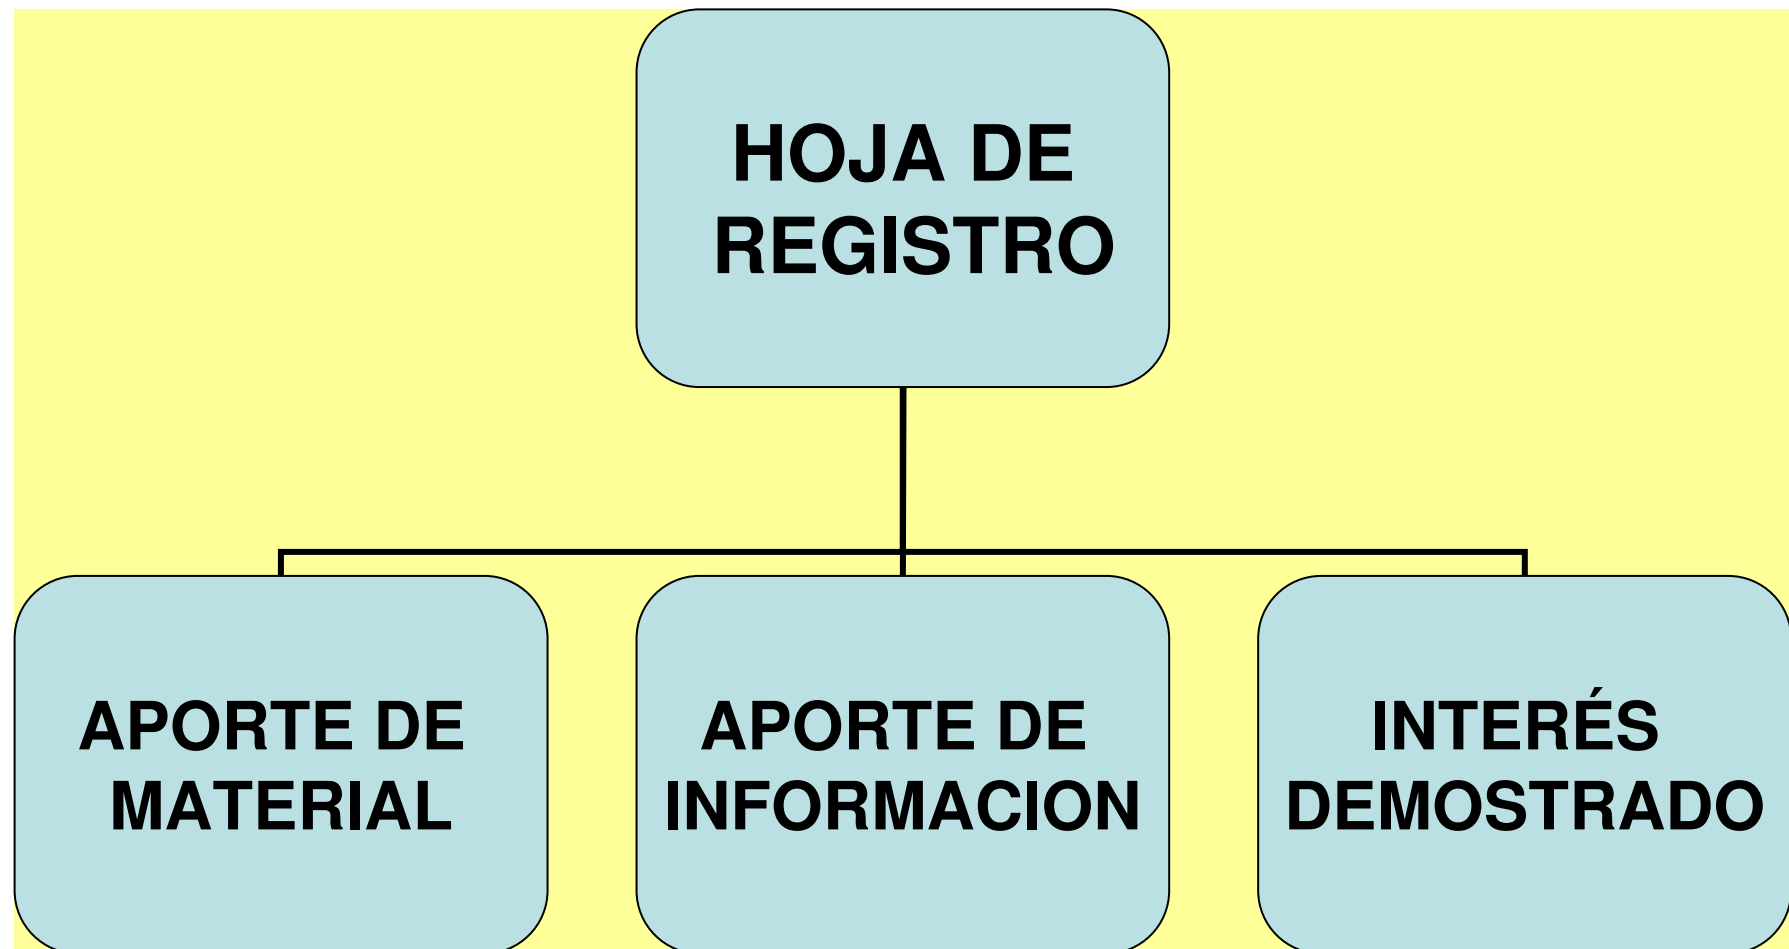 HOJA DE
REGISTRO
APORTE DE
MATERIAL
APORTE DE
INFORMACION
INTERÉS
DEMOSTRADO